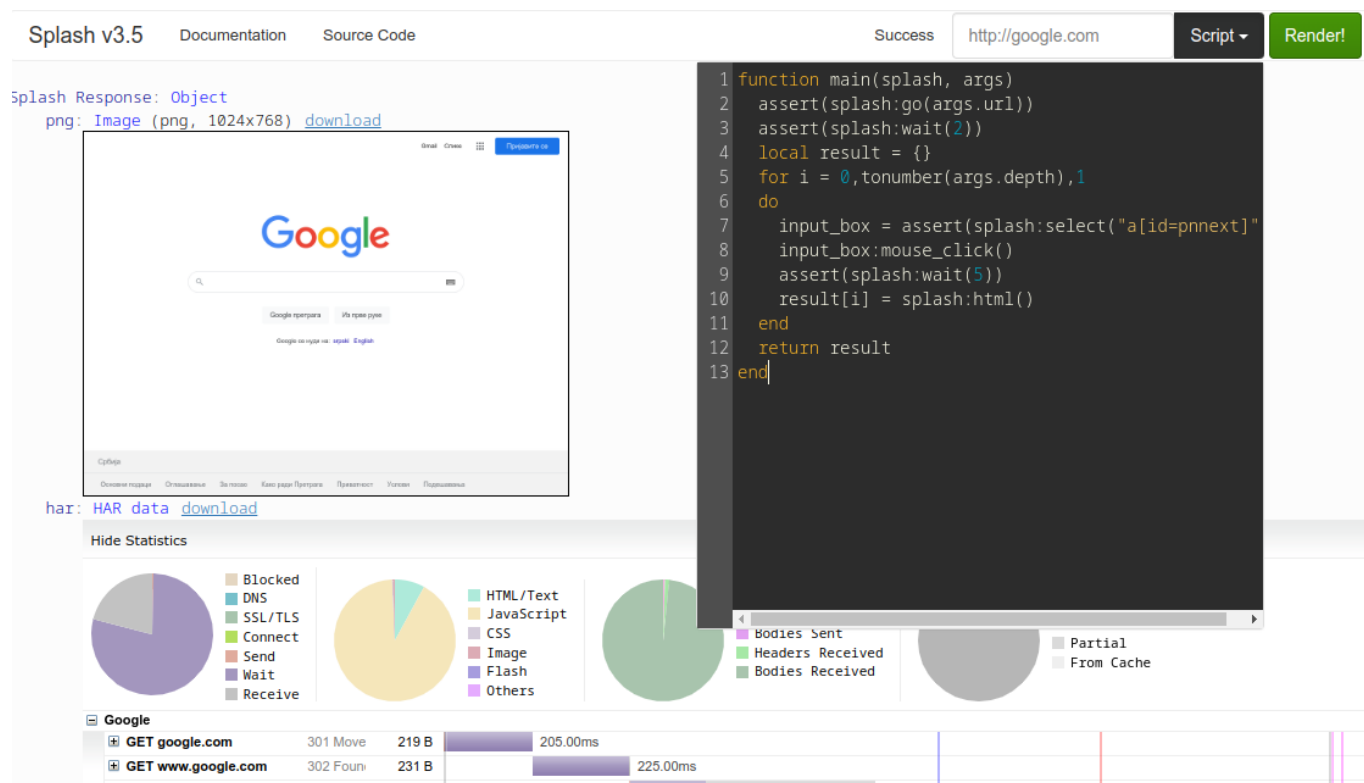 Splash v3.5 Documentation Source Code Success http://google.com Script Render!
Splash Response: Object
png: Image (png, 1024x768) download
Gmail Слике Пријавите се
Google
Google претрага Из прве руке
Google се нуди на: srpski English
Србија
Основни подаци Оглашавање За посао Како ради Претрага Приватност Услови Подешавања
har: HAR data download
Hide Statistics
1 function main(splash, args)
2 assert(splash:go(args.url))
3 assert(splash:wait(2))
4 local result = {}
5 for i = 0,tonumber(args.depth),1
6 do
7 input_box = assert(splash:select("a[id=pnnext]"
8 input_box:mouse_click()
9 assert(splash:wait(5))
10 result[i] = splash:html()
11 end
12 return result
13 end
Blocked
DNS
SSL/TLS
Connect
Send
Wait
Receive
HTML/Text
JavaScript
CSS
Image
Flash
Others
Bodies Sent
Headers Received
Bodies Received
Partial
From Cache
Google
GET google.com 301 Move 219 B 205.00ms
GET www.google.com 302 Foun 231 B 225.00ms